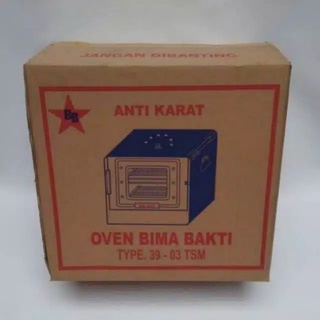 JANGAN DIBANTING
BB
ANTI KARAT
OVEN BIMA BAKTI
TYPE. 39 - 03 TSM